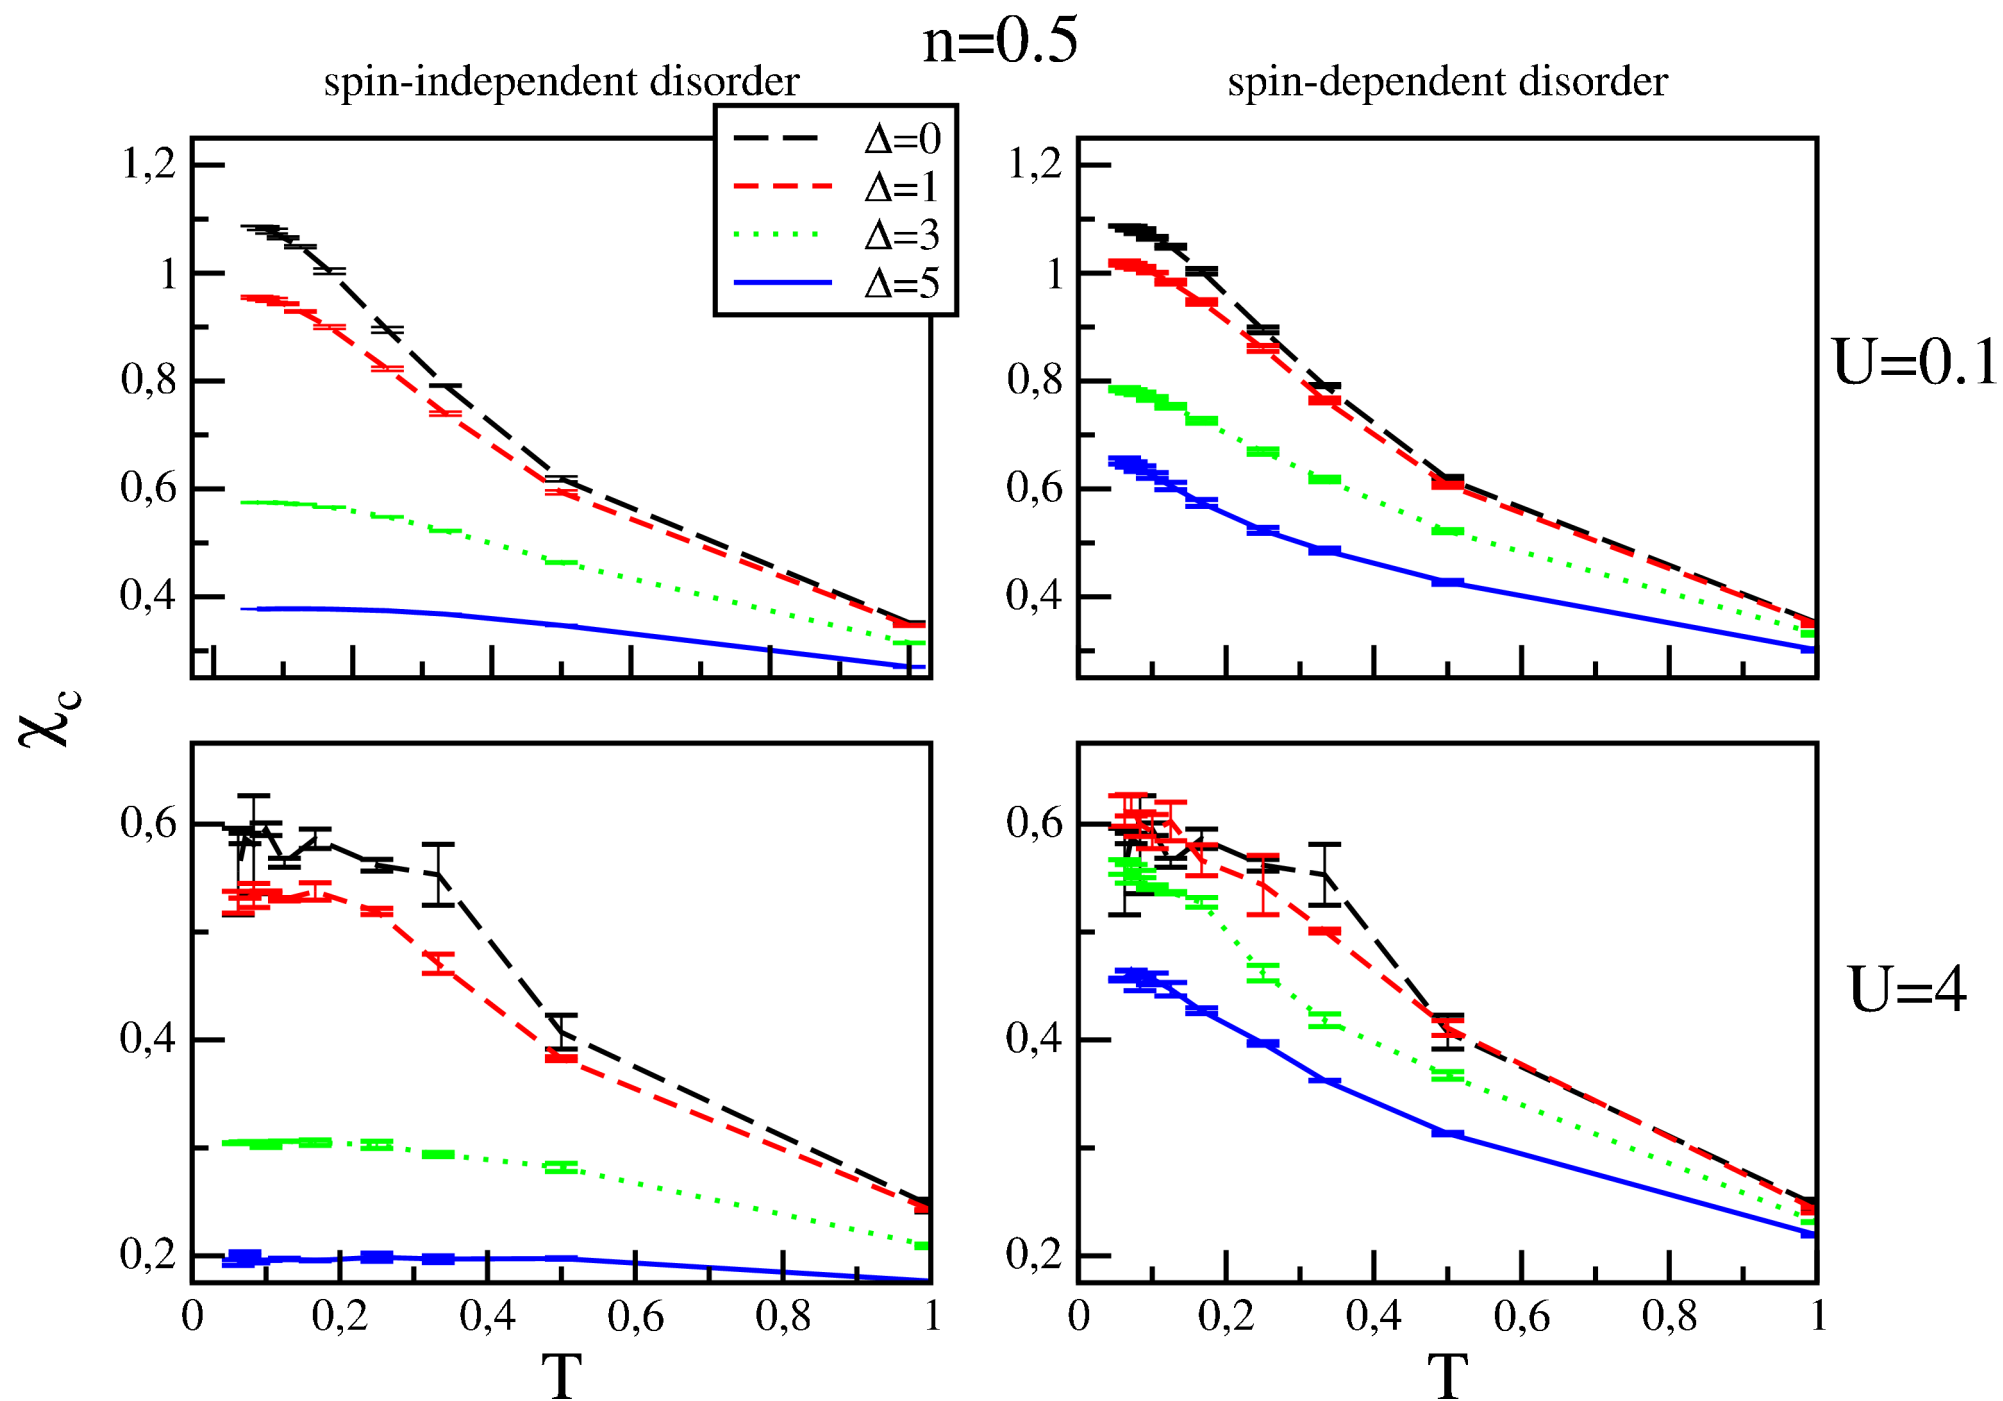 n=0.5
spin-independent disorder
spin-dependent disorder
Δ=0
Δ=1
Δ=3
Δ=5
1,2
1
0,8
0,6
0,4
1,2
1
0,8
0,6
0,4
U=0.1
χc
0,6
0,4
0,2
0,6
0,4
0,2
U=4
0 0,2 0,4 0,6 0,8 1
0 0,2 0,4 0,6 0,8 1
T
T